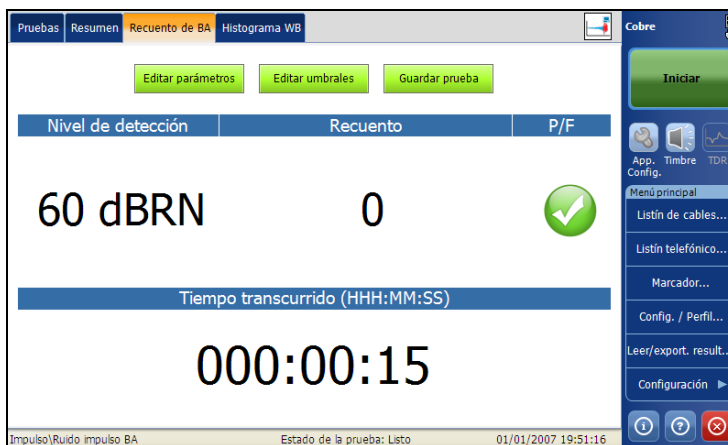 Pruebas Resumen Recuento de BA Histograma WB
Cobre
Editar parámetros Editar umbrales Guardar prueba
Iniciar
Nivel de detección Recuento P/F
App. Config. Timbre TDR
60 dBRN 0
Menú principal
Listín de cables...
Listín telefónico...
Marcador...
Tiempo transcurrido (HHH:MM:SS)
Config. / Perfil...
000:00:15
Leer/export. result..
Configuración
Impulso\Ruido impulso BA Estado de la prueba: Listo 01/01/2007 19:51:16